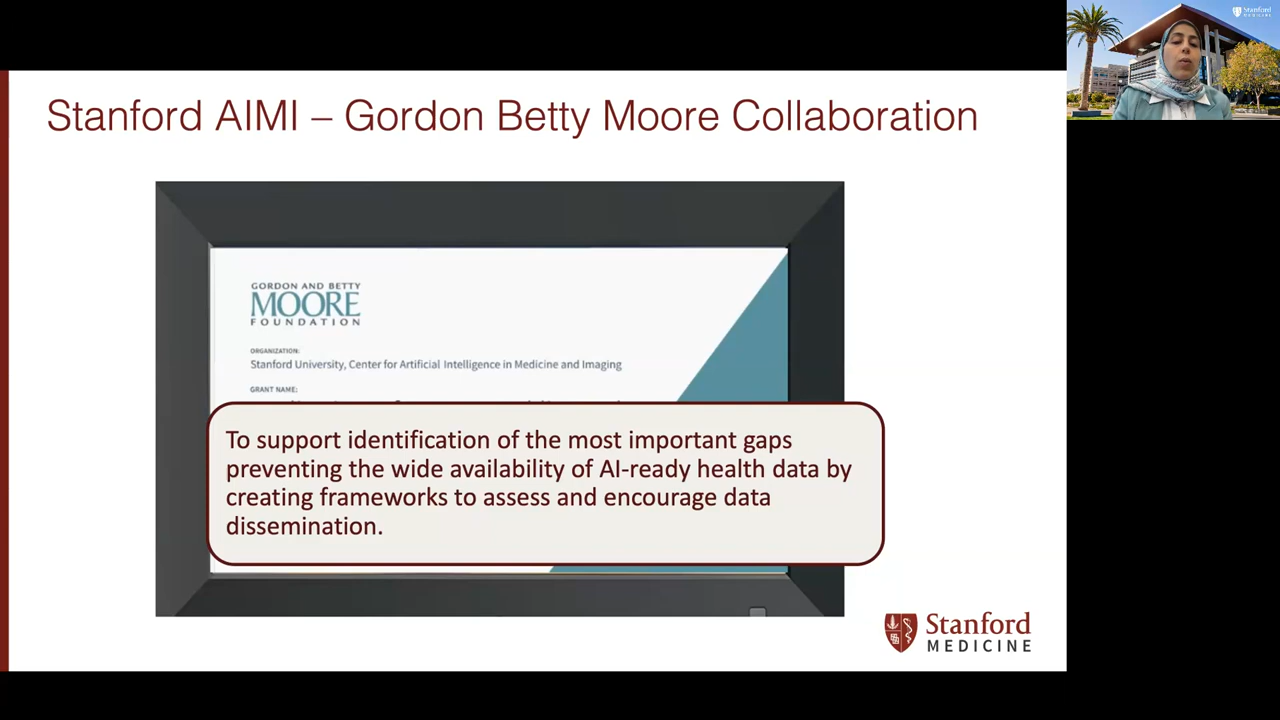 Stanford AIMI – Gordon Betty Moore Collaboration
GORDON AND BETTY
MOORE
FOUNDATION
ORGANIZATION:
Stanford University, Center for Artificial Intelligence in Medicine and Imaging
GRANT NAME:
To support identification of the most important gaps
preventing the wide availability of AI-ready health data by
creating frameworks to assess and encourage data
dissemination.
Stanford
MEDICINE
Stanford
MEDICINE